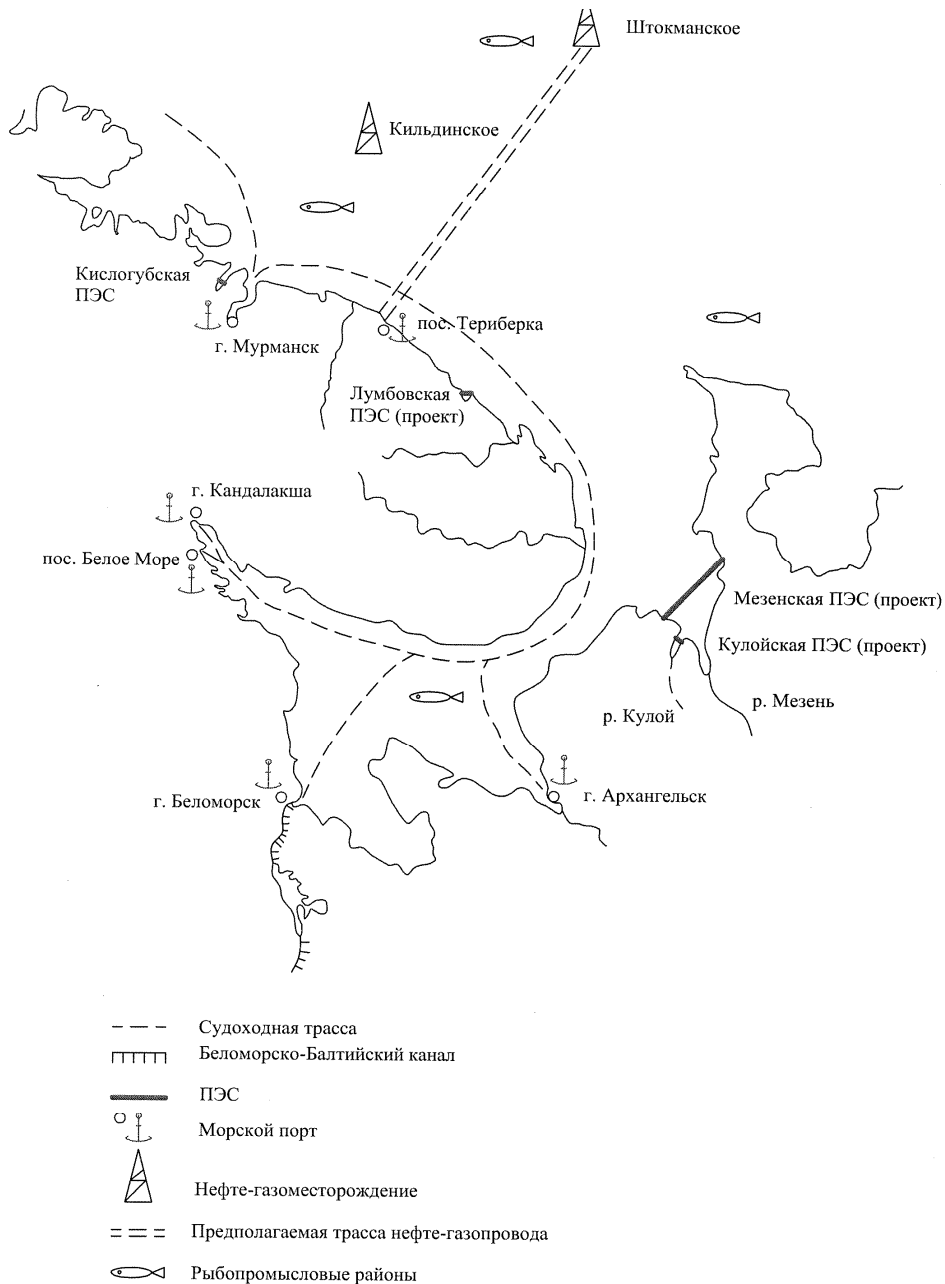 Штокманское
Кильдинское
Кислогубская
ПЭС
г. Мурманск
пос. Териберка
Лумбовская
ПЭС (проект)
г. Кандалакша
пос. Белое Море
Мезенская ПЭС (проект)
Кулойская ПЭС (проект)
р. Кулой
р. Мезень
г. Беломорск
г. Архангельск
Судоходная трасса
Беломорско-Балтийский канал
ПЭС
Морской порт
Нефте-газоместорождение
Предполагаемая трасса нефте-газопровода
Рыбопромысловые районы